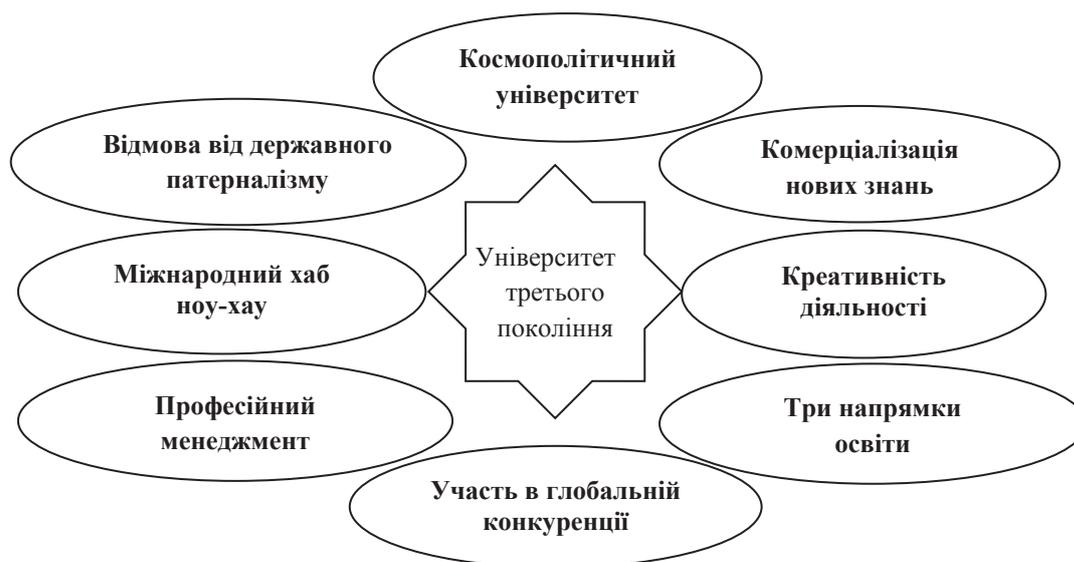 Космополітичний
університет
Відмова від державного
патерналізму
Комерціалізація
нових знань
Університет
третього
покоління
Міжнародний хаб
ноу-хау
Креативність
діяльності
Професійний
менеджмент
Три напрямки
освіти
Участь в глобальній
конкуренції